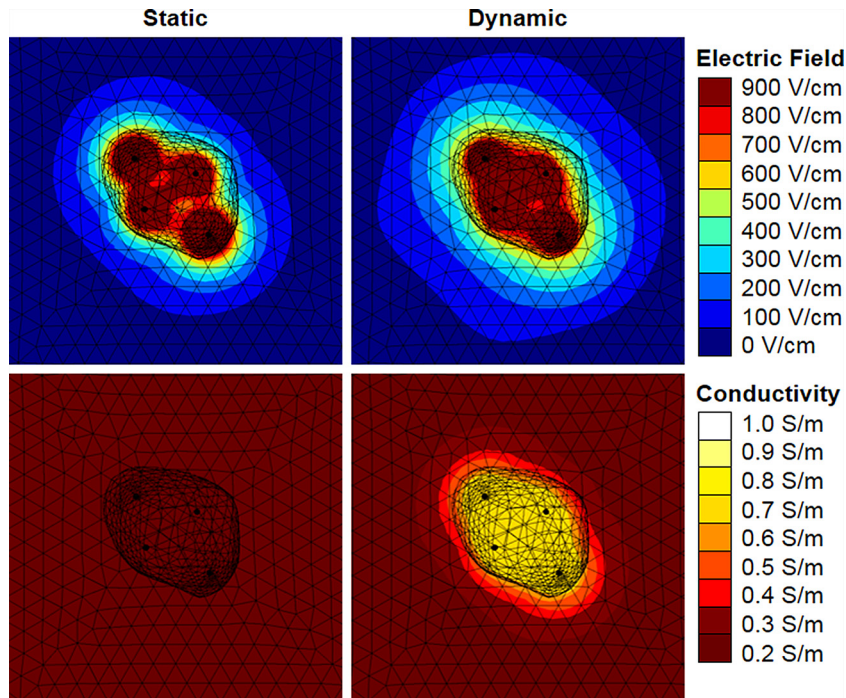 Static
Dynamic
Electric Field
900 V/cm
800 V/cm
700 V/cm
600 V/cm
500 V/cm
400 V/cm
300 V/cm
200 V/cm
100 V/cm
0 V/cm
Conductivity
1.0 S/m
0.9 S/m
0.8 S/m
0.7 S/m
0.6 S/m
0.5 S/m
0.4 S/m
0.3 S/m
0.2 S/m